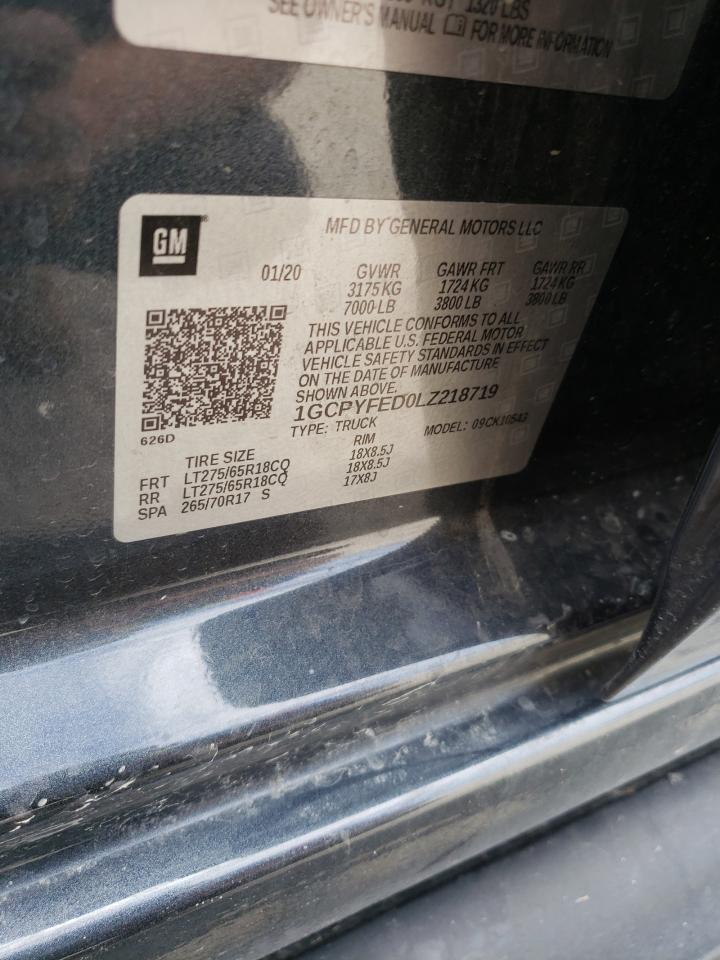 1320 LBS
SEE OWNER'S MANUAL FOR MORE INFORMATION
GM
MFD BY GENERAL MOTORS LLC
01/20 GVWR GAWR FRT GAWR RR
3175 KG 1724 KG 1724 KG
7000 LB 3800 LB 3800 LB
THIS VEHICLE CONFORMS TO ALL
APPLICABLE U.S. FEDERAL MOTOR
VEHICLE SAFETY STANDARDS IN EFFECT
ON THE DATE OF MANUFACTURE
SHOWN ABOVE.
1GCPYFED0LZ218719
626D
TYPE: TRUCK MODEL: 09CK10543
TIRE SIZE RIM
FRT LT275/65R18CQ 18X8.5J
RR LT275/65R18CQ 18X8.5J
SPA 265/70R17 S 17X8J